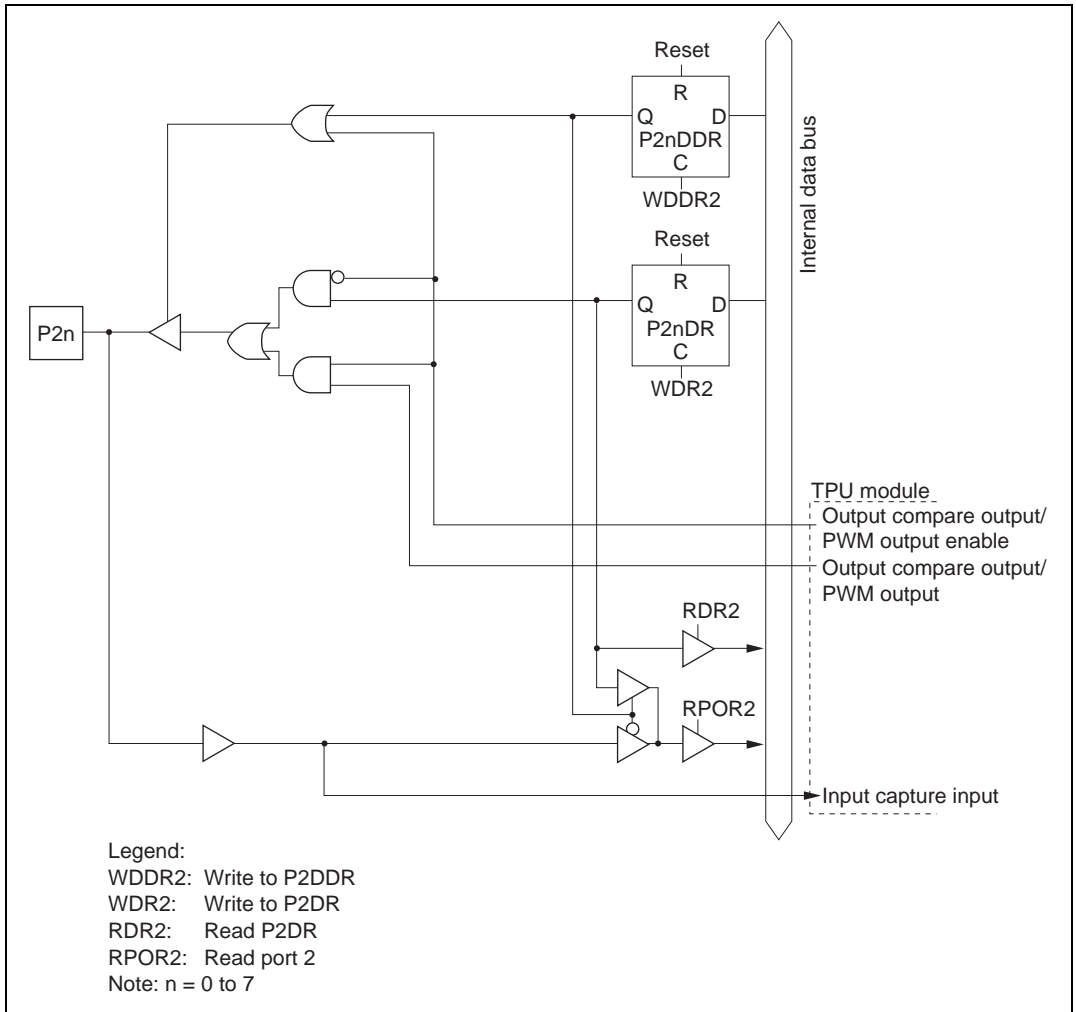 Reset
R
Q D
P2nDDR
C
WDDR2
Internal data bus
Reset
R
Q D
P2nDR
C
WDR2
P2n
TPU module
Output compare output/
PWM output enable
Output compare output/
PWM output
RDR2
RPOR2
Input capture input
Legend:
WDDR2: Write to P2DDR
WDR2: Write to P2DR
RDR2: Read P2DR
RPOR2: Read port 2
Note: n = 0 to 7